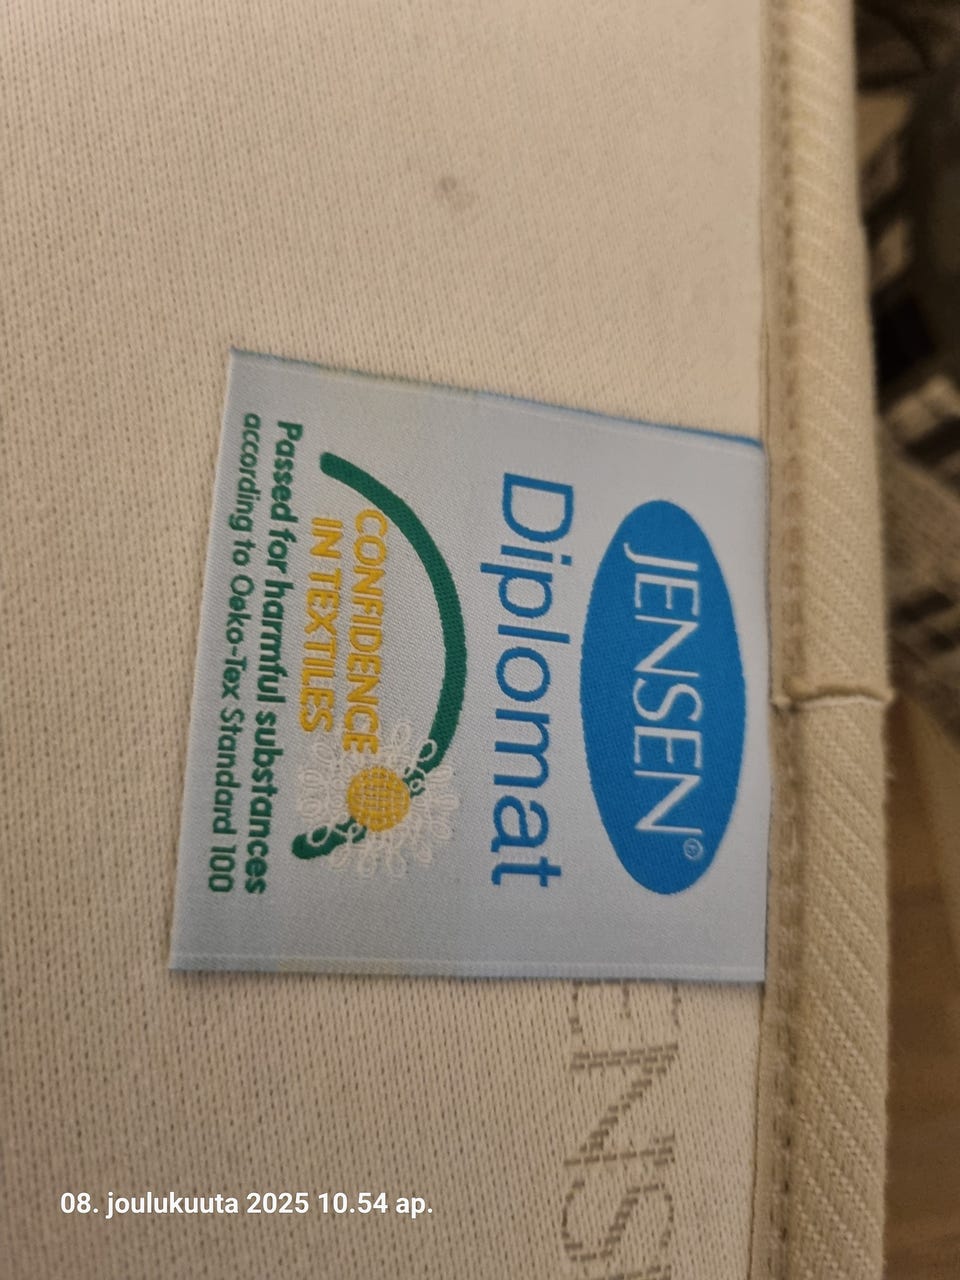 JENSEN®
Diplomat
CONFIDENCE
IN TEXTILES
Passed for harmful substances
according to Oeko-Tex Standard 100
ENS
08. joulukuuta 2025 10.54 ap.